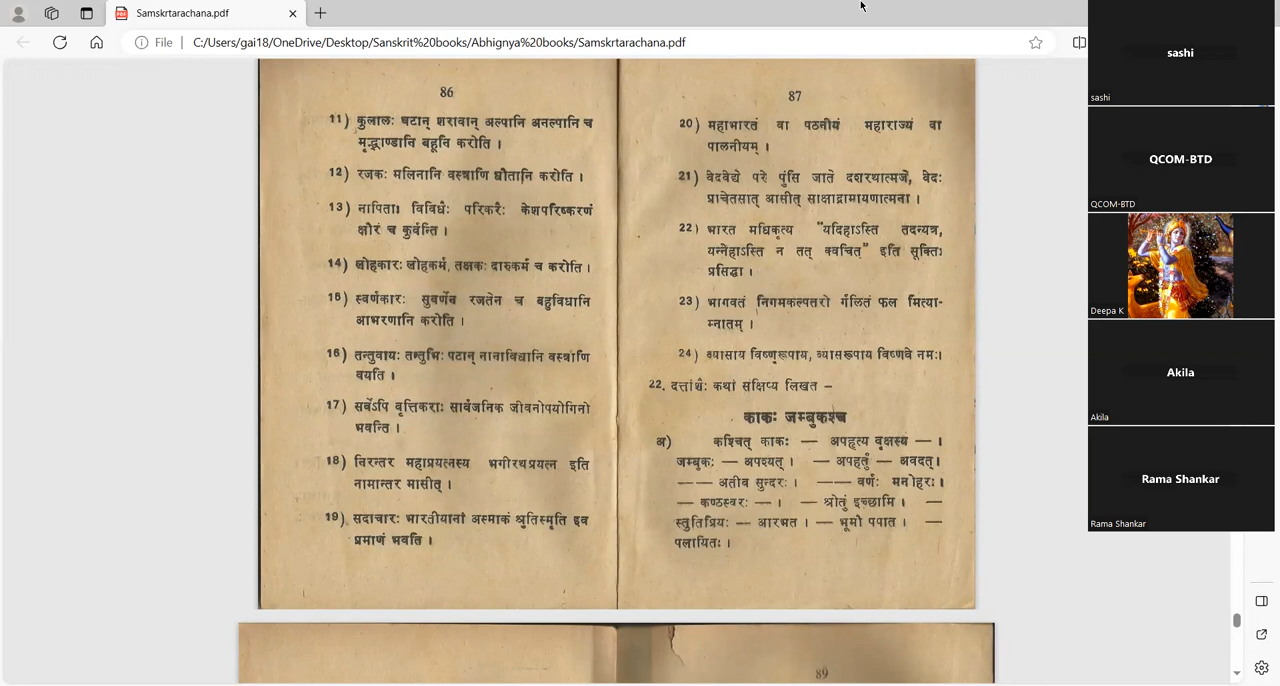 Samskrtarachana.pdf
File
C:/Users/gai18/OneDrive/Desktop/Sanskrit%20books/Abhignya%20books/Samskrtarachana.pdf
86
11) कुलालः घटान् शरावान् अल्पानि अनल्पानि च
मृद्भाण्डानि बहूनि करोति ।
12) रजकः मलिनानि वस्त्राणि धौतानि करोति ।
13) नापिताः विविधैः परिकरैः केशपरिष्करणं
क्षौरं च कुर्वन्ति ।
14) लोहकारः लोहकर्म, तक्षकः दारुकर्म च करोति ।
15) स्वर्णकारः सुवर्णेन रजतेन च बहुविधानि
आभरणानि करोति ।
16) तन्तुवायः तन्तुभिः पटान् नानाविधानि वस्त्राणि
वयति ।
17) सर्वेऽपि वृत्तिकराः सार्वजनिक जीवनोपयोगिनो
भवन्ति ।
18) निरन्तर महाप्रयत्नस्य भगीरथप्रयत्न इति
नामान्तर मासीत् ।
19) सदाचारः भारतीयानां अस्माकं श्रुतिस्मृति इव
प्रमाणं भवति ।
87
20) महाभारतं वा पठनीयं महाराज्यं वा
पालनीयम् ।
21) वेदवेद्ये परे पुंसि जाते दशरथात्मजे, वेदः
प्राचेतसात् आसीत् साक्षाद्रामायणात्मना ।
22) भारत मधिकृत्य "यदिहाऽस्ति तदन्यत्र,
यन्नेहाऽस्ति न तत् क्वचित्" इति सूक्तिः
प्रसिद्धा ।
23) भागवतं निगमकल्पतरो र्गलितं फल मित्या-
म्नातम् ।
24) व्यासाय विष्णुरूपाय, व्यासरूपाय विष्णवे नमः।
22. दत्तांशैः कथां संक्षिप्य लिखत –
काकः जम्बुकश्च
अ) कश्चित् काकः — अपहृत्य वृक्षस्य — ।
जम्बुकः — अपश्यत् । — अपहर्तुं — अवदत्।
—— अतीव सुन्दरः । —— वर्णः मनोहरः।
— कण्ठस्वरः — । — श्रोतुं इच्छामि । —
स्तुतिप्रियः — आरभत । — भूमौ पपात । —
पलायितः ।
89
sashi
sashi
QCOM-BTD
QCOM-BTD
Deepa K
Akila
Akila
Rama Shankar
Rama Shankar